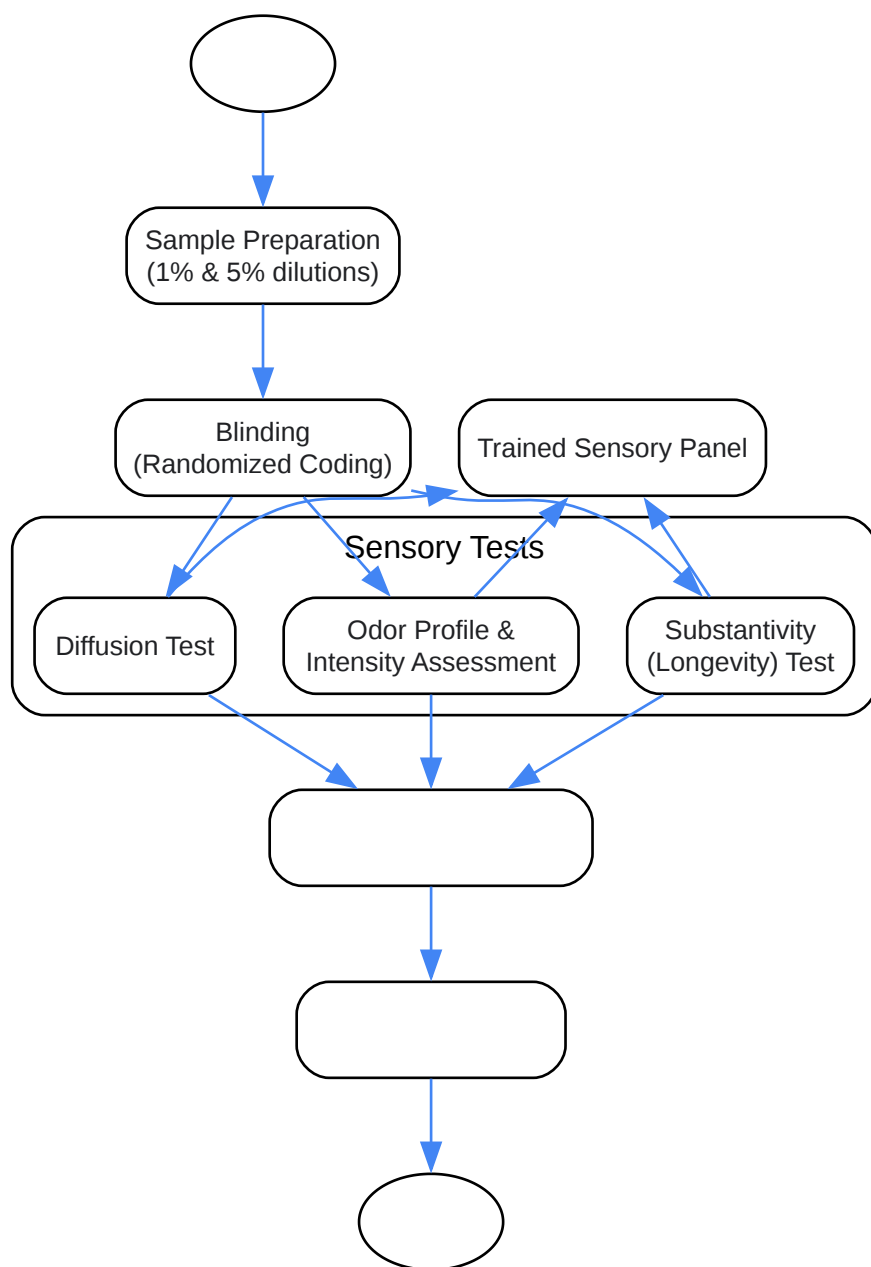 Sample Preparation
(1% & 5% dilutions)
Blinding
(Randomized Coding)
Trained Sensory Panel
Sensory Tests
Diffusion Test
Odor Profile &
Intensity Assessment
Substantivity
(Longevity) Test